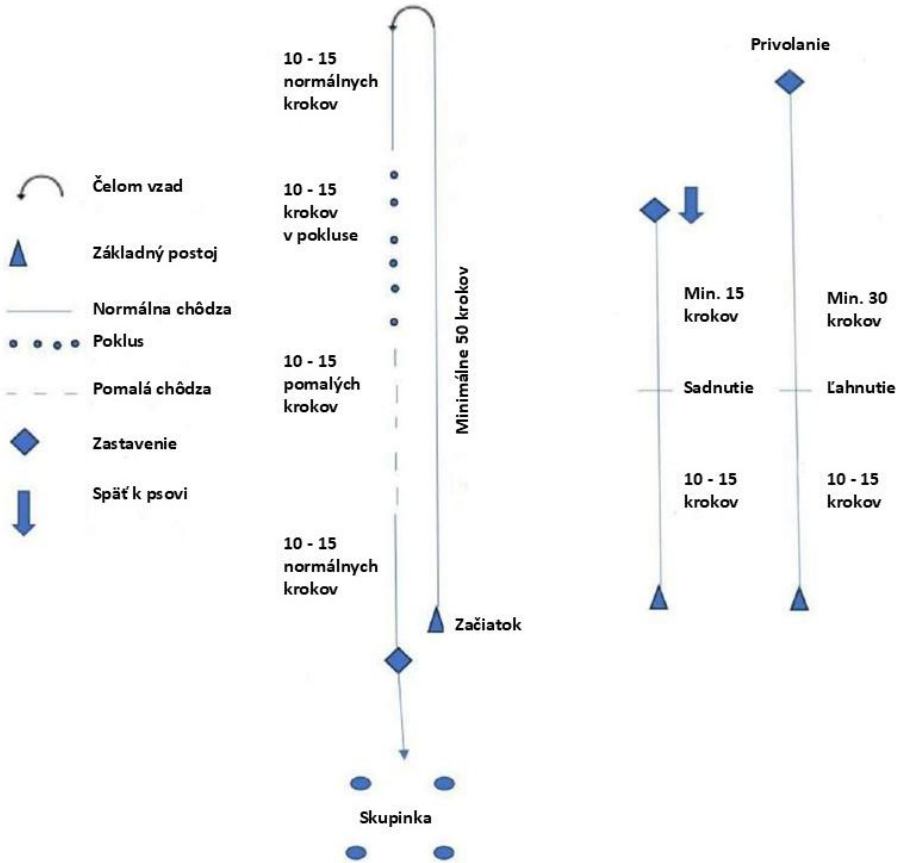 Čelom vzad
Základný postoj
Normálna chôdza
Poklus
Pomalá chôdza
Zastavenie
Späť k psovi
10 - 15
normálnych
krokov
10 - 15
krokov
v pokluse
10 - 15
pomalých
krokov
10 - 15
normálnych
krokov
Minimálne 50 krokov
Začiatok
Skupinka
Min. 15
krokov
Sadnutie
10 - 15
krokov
Privolanie
Min. 30
krokov
Ľahnutie
10 - 15
krokov